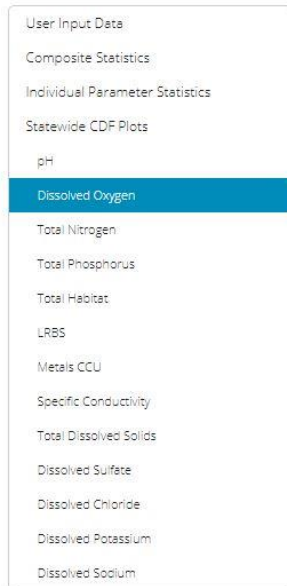 User Input Data
Composite Statistics
Individual Parameter Statistics
Statewide CDF Plots
pH
Dissolved Oxygen
Total Nitrogen
Total Phosphorus
Total Habitat
LRBS
Metals CCU
Specific Conductivity
Total Dissolved Solids
Dissolved Sulfate
Dissolved Chloride
Dissolved Potassium
Dissolved Sodium